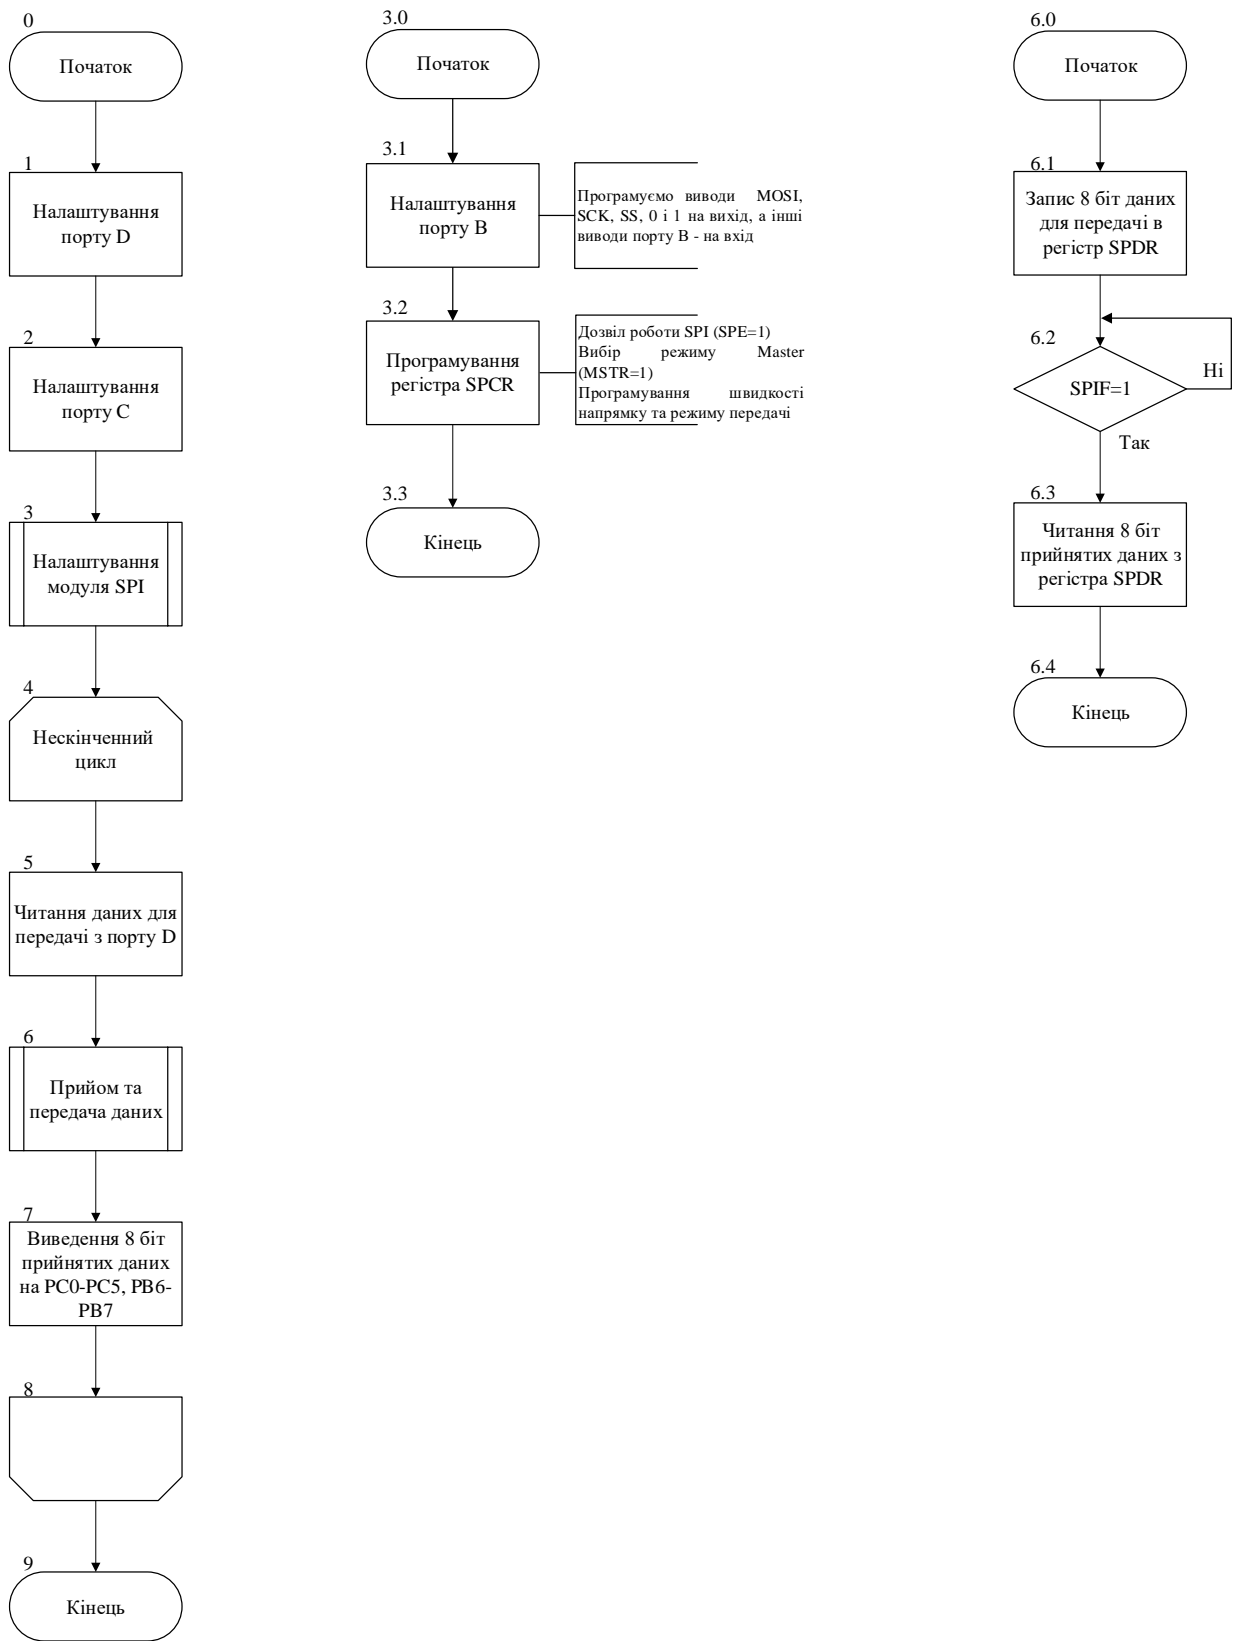 0
Початок
1
Налаштування
порту D
2
Налаштування
порту C
3
Налаштування
модуля SPI
4
Нескінченний
цикл
5
Читання даних для
передачі з порту D
6
Прийом та
передача даних
7
Виведення 8 біт
прийнятих даних
на PC0-PC5, PB6-
PB7
8
9
Кінець
3.0
Початок
3.1
Налаштування
порту B
Програмуємо виводи MOSI,
SCK, SS, 0 і 1 на вихід, а інші
виводи порту B - на вхід
3.2
Програмування
регістра SPCR
Дозвіл роботи SPI (SPE=1)
Вибір режиму Master
(MSTR=1)
Програмування швидкості
напрямку та режиму передачі
3.3
Кінець
6.0
Початок
6.1
Запис 8 біт даних
для передачі в
регістр SPDR
6.2
SPIF=1
Ні
Так
6.3
Читання 8 біт
прийнятих даних з
регістра SPDR
6.4
Кінець